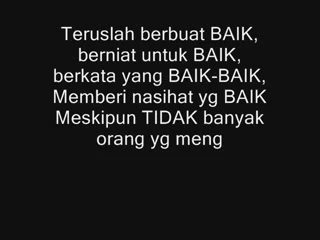 Teruslah berbuat BAIK,
berniat untuk BAIK,
berkata yang BAIK-BAIK,
Memberi nasihat yg BAIK
Meskipun TIDAK banyak
orang yg meng